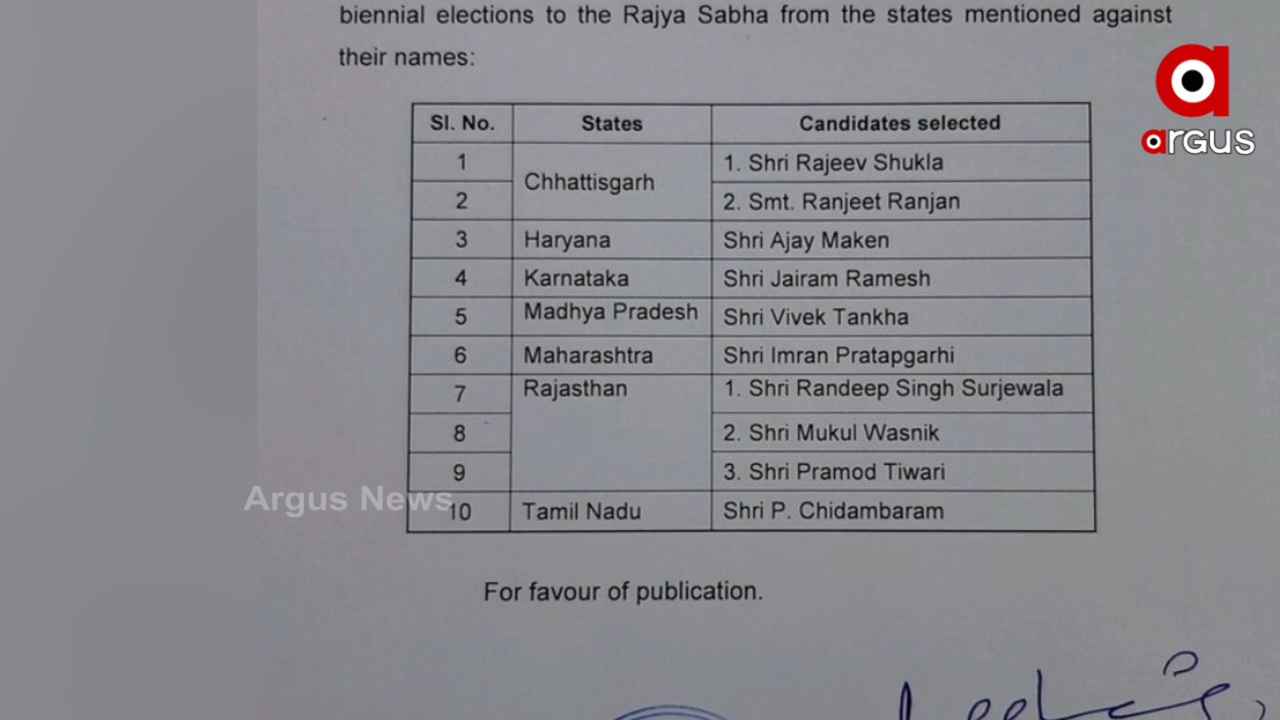 biennial elections to the Rajya Sabha from the states mentioned against
their names:
argus
Sl. No. States Candidates selected
1 Chhattisgarh 1. Shri Rajeev Shukla
2 2. Smt. Ranjeet Ranjan
3 Haryana Shri Ajay Maken
4 Karnataka Shri Jairam Ramesh
5 Madhya Pradesh Shri Vivek Tankha
6 Maharashtra Shri Imran Pratapgarhi
7 Rajasthan 1. Shri Randeep Singh Surjewala
8 2. Shri Mukul Wasnik
9 3. Shri Pramod Tiwari
Argus News
10 Tamil Nadu Shri P. Chidambaram
For favour of publication.